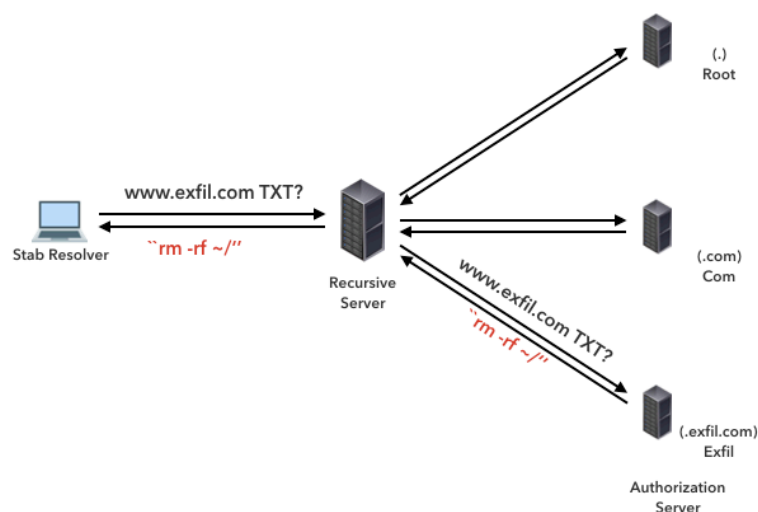 (.)
Root
www.exfil.com TXT?
Stab Resolver
``rm -rf ~/’’
Recursive
Server
(.com)
Com
www.exfil.com TXT?
``rm -rf ~/’’
(.exfil.com)
Exfil
Authorization
Server